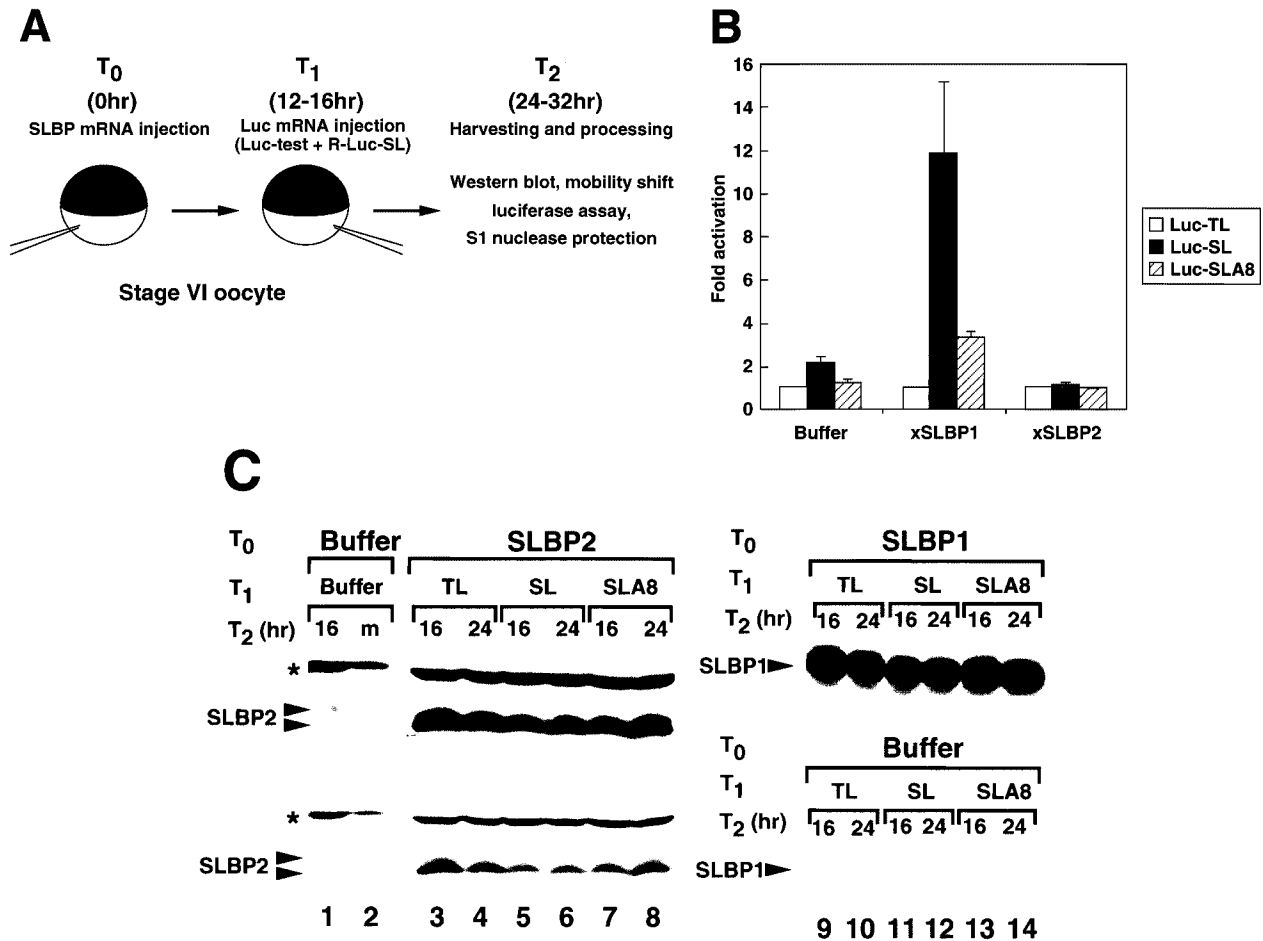 A
T0
(0hr)
SLBP mRNA injection
T1
(12-16hr)
Luc mRNA injection
(Luc-test + R-Luc-SL)
T2
(24-32hr)
Harvesting and processing
Western blot, mobility shift
luciferase assay,
S1 nuclease protection
Stage VI oocyte
B
Fold activation
16
14
12
10
8
6
4
2
0
Buffer xSLBP1 xSLBP2
Luc-TL
Luc-SL
Luc-SLA8
C
T0 Buffer SLBP2
T1 Buffer TL SL SLA8
T2 (hr) 16 m 16 24 16 24 16 24
*
SLBP2
*
SLBP2
1 2 3 4 5 6 7 8
T0 SLBP1
T1 TL SL SLA8
T2 (hr) 16 24 16 24 16 24
SLBP1
T0 Buffer
T1 TL SL SLA8
T2 (hr) 16 24 16 24 16 24
SLBP1
9 10 11 12 13 14